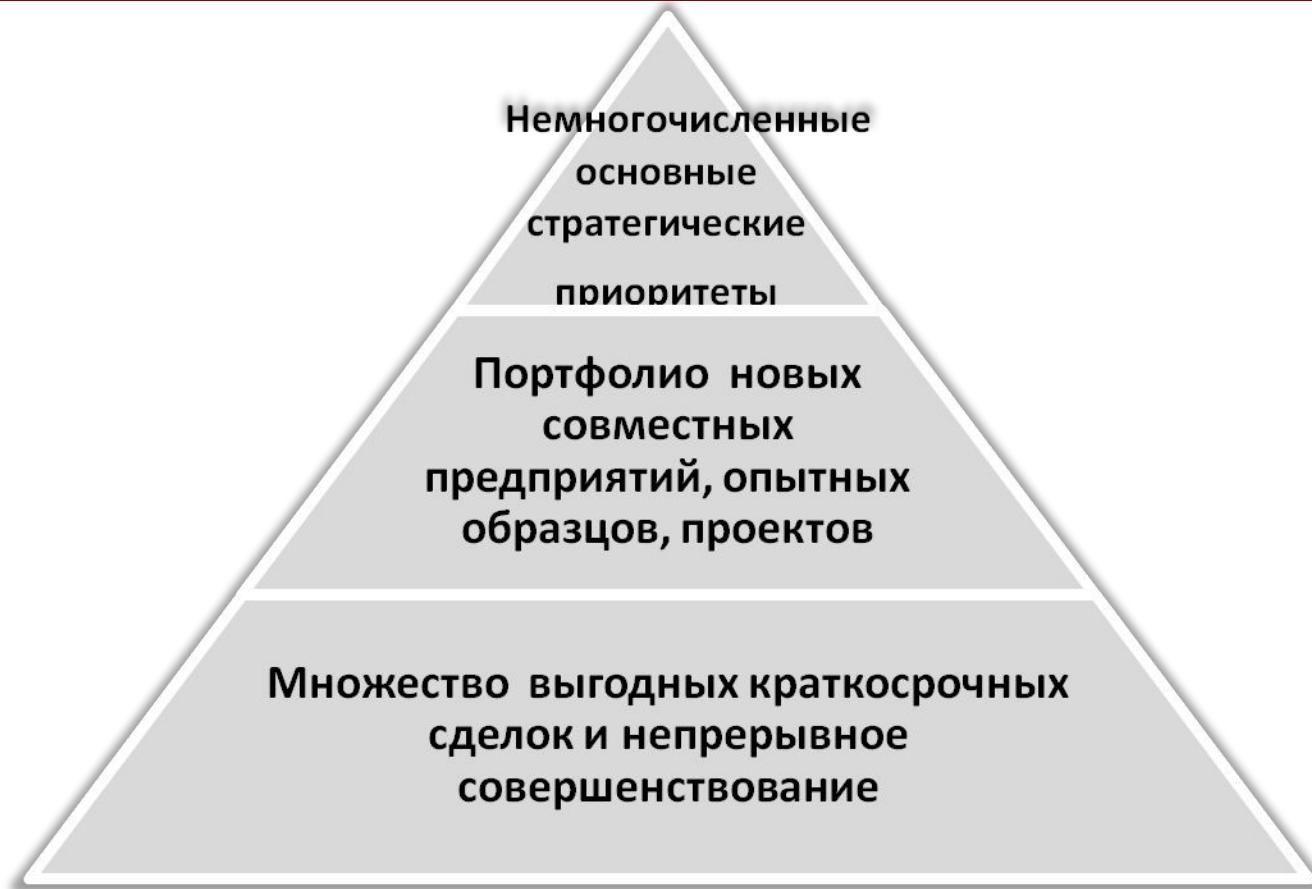 Немногочисленные
основные
стратегические
приоритеты
Портфолио новых
совместных
предприятий, опытных
образцов, проектов
Множество выгодных краткосрочных
сделок и непрерывное
совершенствование